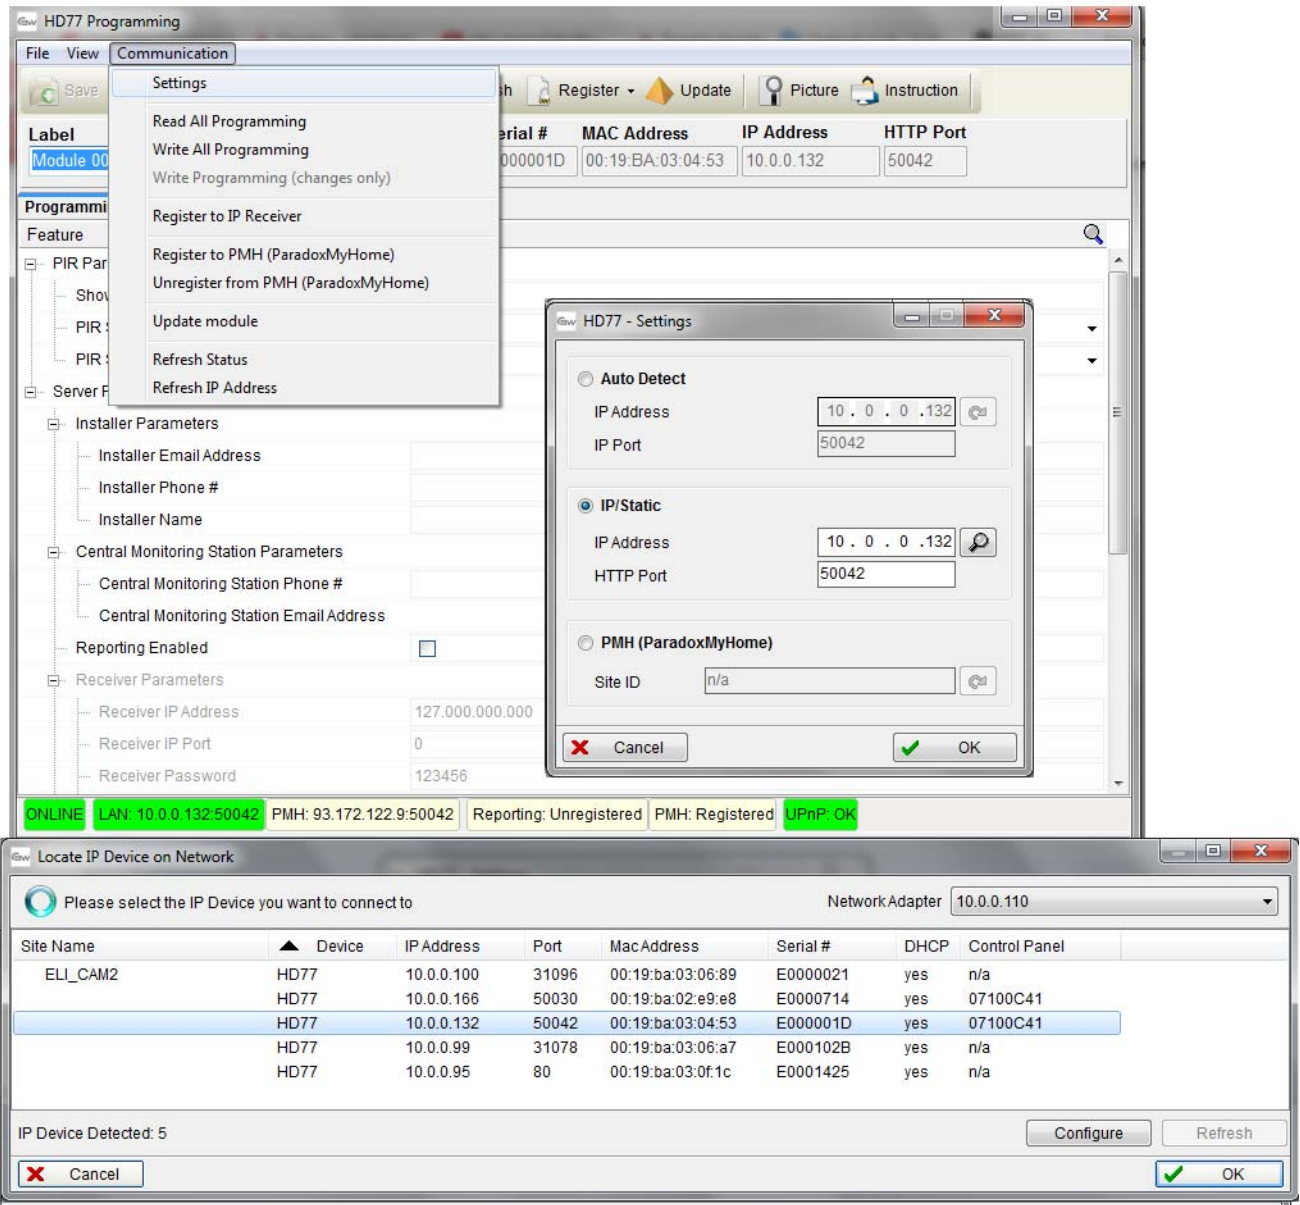 HD77 Programming
File View Communication
Save
Settings
Register
Update
Picture
Instruction
Read All Programming
Write All Programming
Write Programming (changes only)
Register to IP Receiver
Register to PMH (ParadoxMyHome)
Unregister from PMH (ParadoxMyHome)
Update module
Refresh Status
Refresh IP Address
Label MAC Address IP Address HTTP Port
Module 00 000001D 00:19:BA:03:04:53 10.0.0.132 50042
Programmi
Feature
PIR Par
Show
PIR S
PIR S
Server P
Installer Parameters
Installer Email Address
Installer Phone #
Installer Name
Central Monitoring Station Parameters
Central Monitoring Station Phone #
Central Monitoring Station Email Address
Reporting Enabled
Receiver Parameters
Receiver IP Address 127.000.000.000
Receiver IP Port 0
Receiver Password 123456
HD77 - Settings
Auto Detect
IP Address 10 . 0 . 0 .132
IP Port 50042
IP/Static
IP Address 10 . 0 . 0 .132
HTTP Port 50042
PMH (ParadoxMyHome)
Site ID n/a
Cancel OK
ONLINE LAN: 10.0.0.132:50042 PMH: 93.172.122.9:50042 Reporting: Unregistered PMH: Registered UPnP: OK
Locate IP Device on Network
Please select the IP Device you want to connect to Network Adapter 10.0.0.110
Site Name Device IP Address Port Mac Address Serial # DHCP Control Panel
ELI_CAM2 HD77 10.0.0.100 31096 00:19:ba:03:06:89 E0000021 yes n/a
HD77 10.0.0.166 50030 00:19:ba:02:e9:e8 E0000714 yes 07100C41
HD77 10.0.0.132 50042 00:19:ba:03:04:53 E000001D yes 07100C41
HD77 10.0.0.99 31078 00:19:ba:03:06:a7 E000102B yes n/a
HD77 10.0.0.95 80 00:19:ba:03:0f:1c E0001425 yes n/a
IP Device Detected: 5 Configure Refresh
Cancel OK